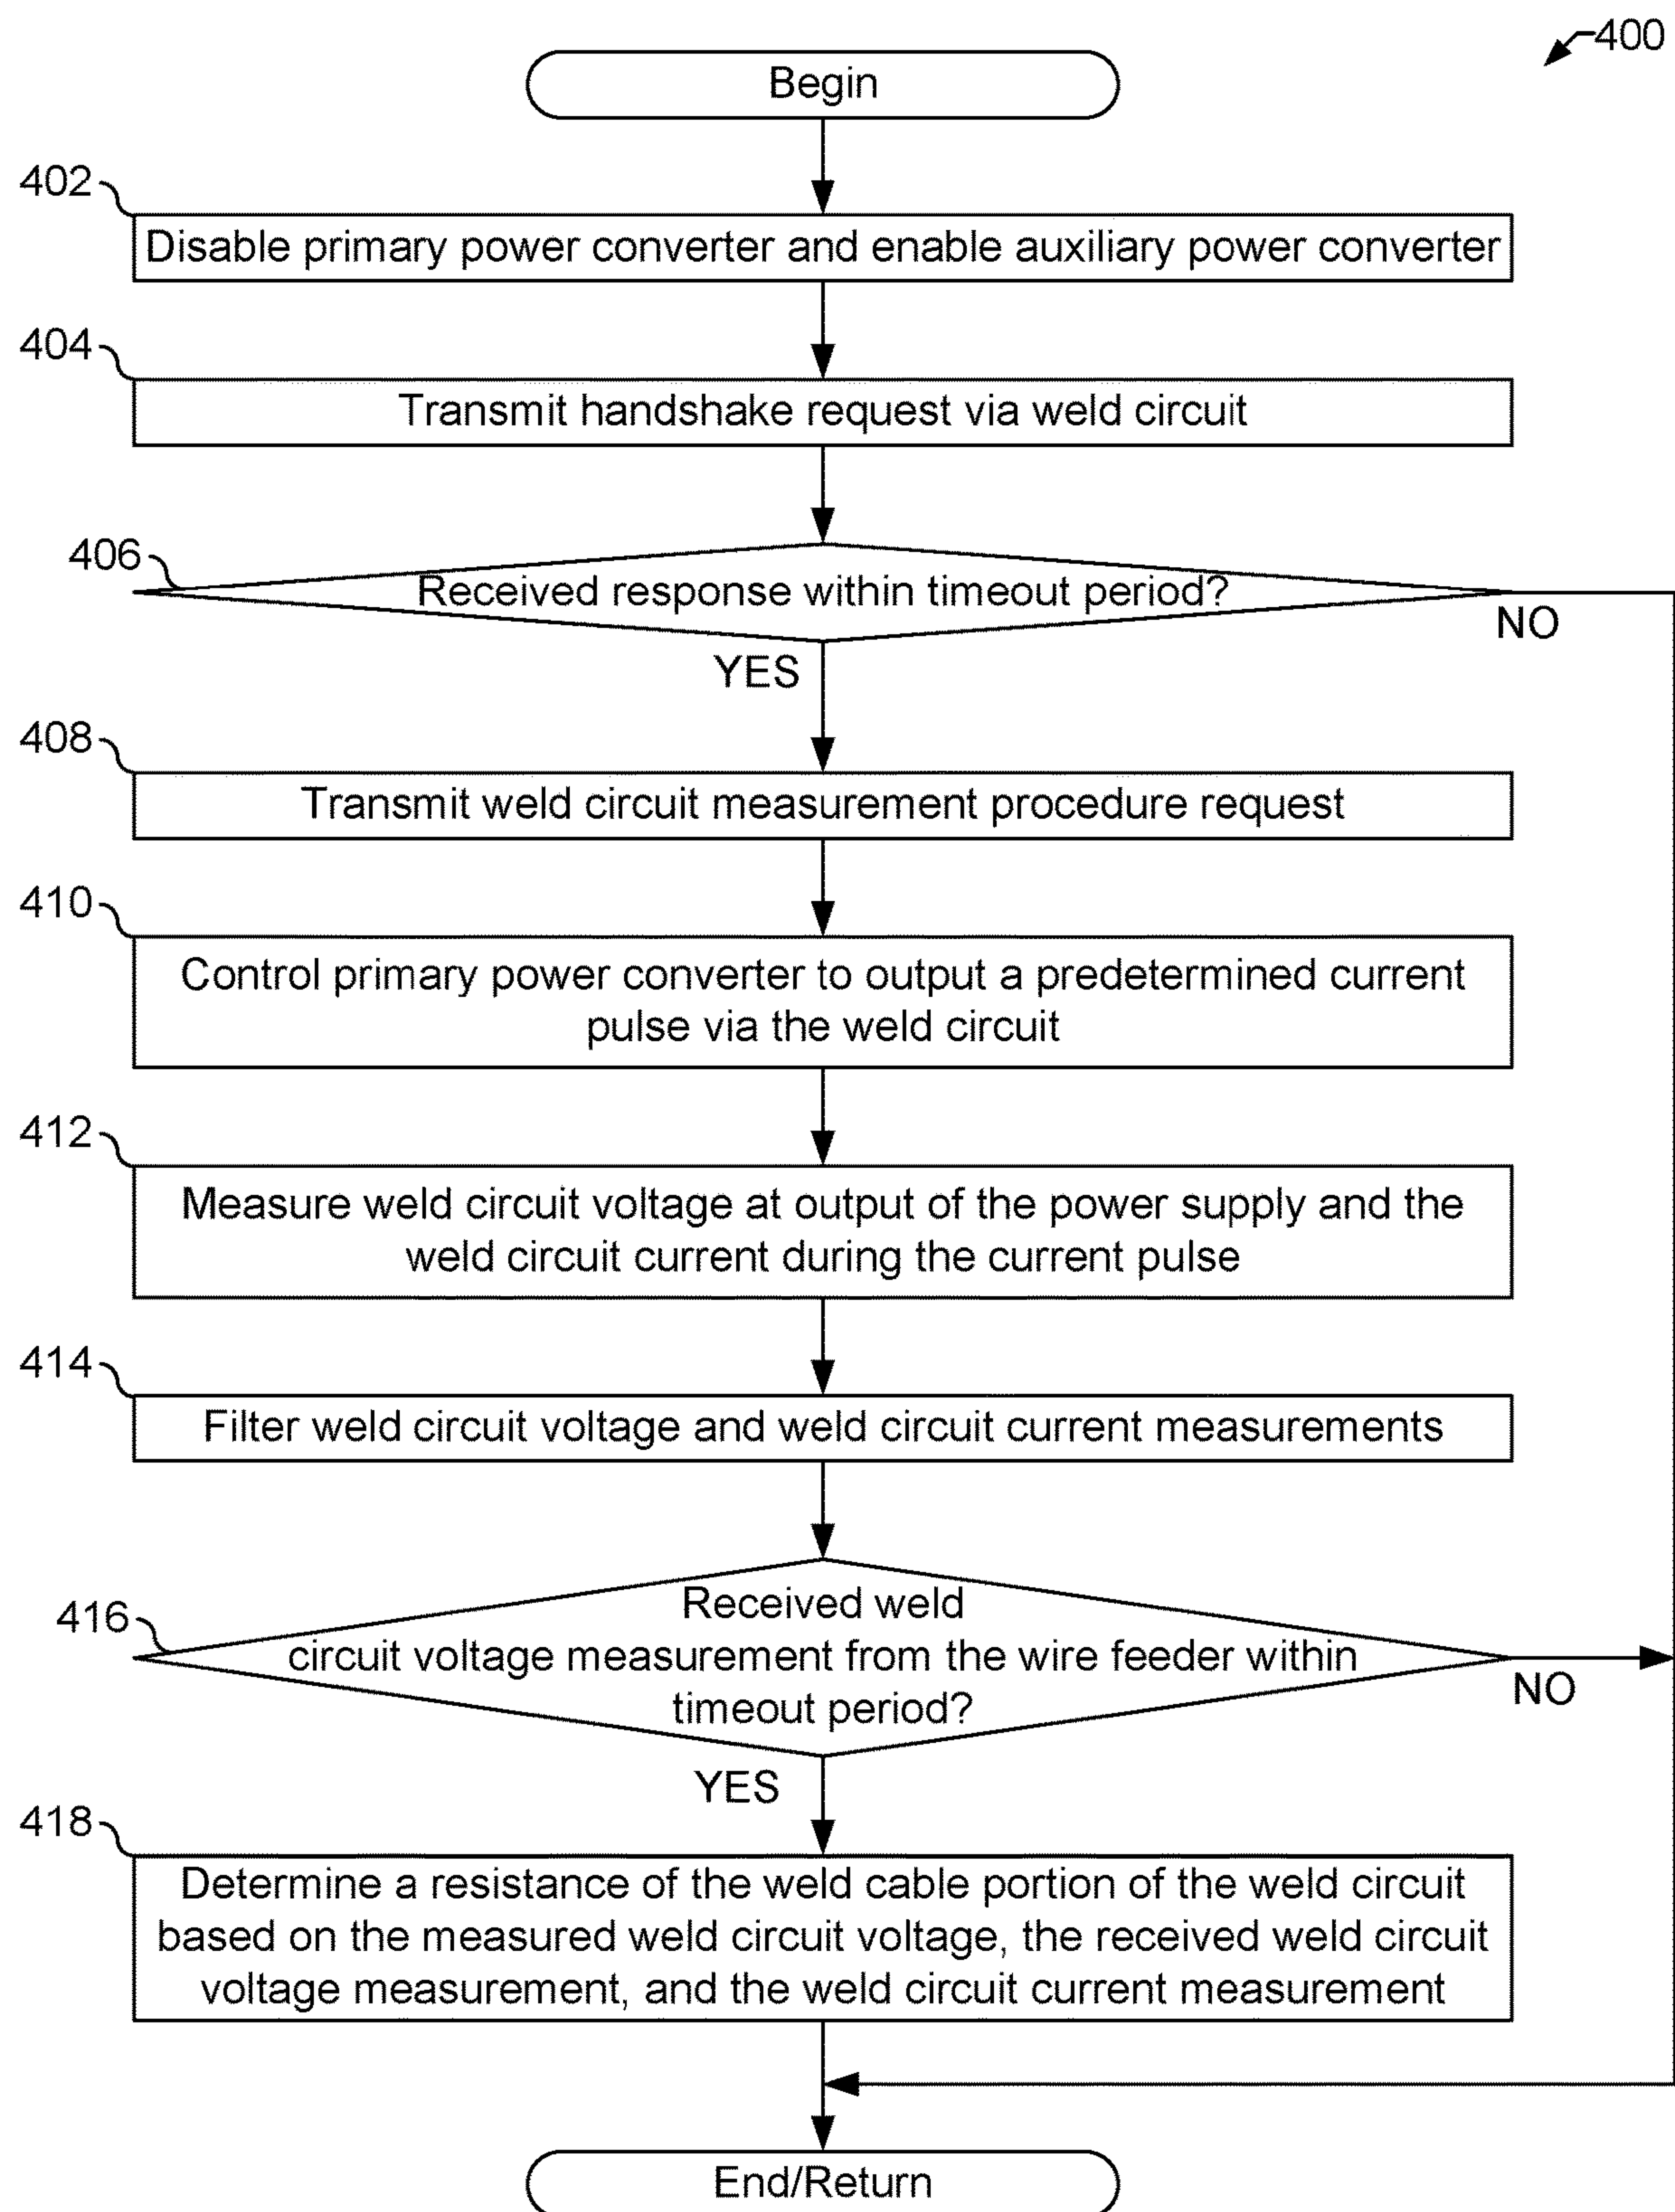 400
Begin
402
Disable primary power converter and enable auxiliary power converter
404
Transmit handshake request via weld circuit
406
Received response within timeout period?
NO
YES
408
Transmit weld circuit measurement procedure request
410
Control primary power converter to output a predetermined current
pulse via the weld circuit
412
Measure weld circuit voltage at output of the power supply and the
weld circuit current during the current pulse
414
Filter weld circuit voltage and weld circuit current measurements
416
Received weld
circuit voltage measurement from the wire feeder within
timeout period?
NO
YES
418
Determine a resistance of the weld cable portion of the weld circuit
based on the measured weld circuit voltage, the received weld circuit
voltage measurement, and the weld circuit current measurement
End/Return